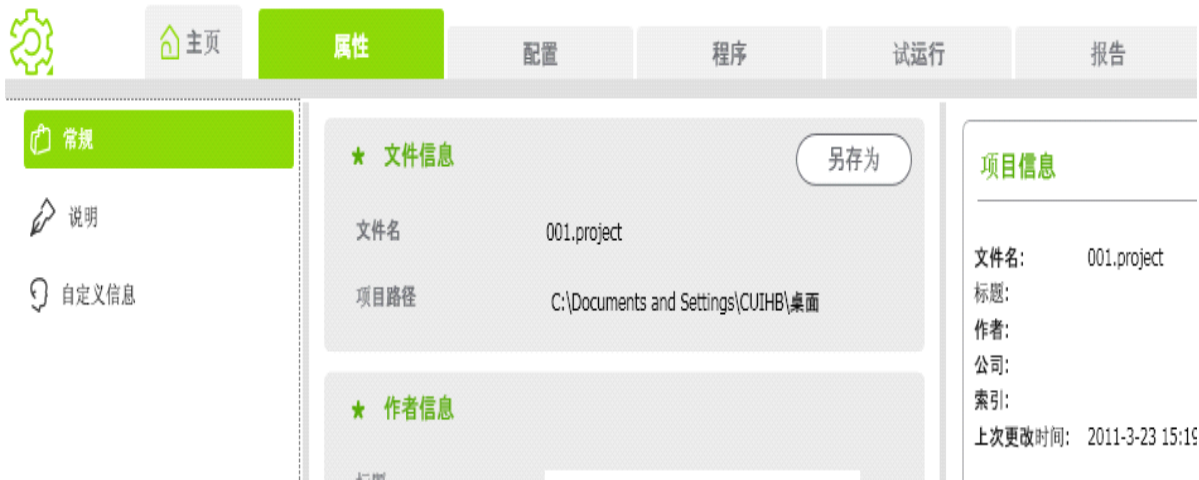 主页 属性 配置 程序 试运行 报告
常规
说明
自定义信息
★ 文件信息 另存为
文件名 001.project
项目路径 C:\Documents and Settings\CUIHB\桌面
★ 作者信息
标题
项目信息
文件名: 001.project
标题:
作者:
公司:
索引:
上次更改时间: 2011-3-23 15:19